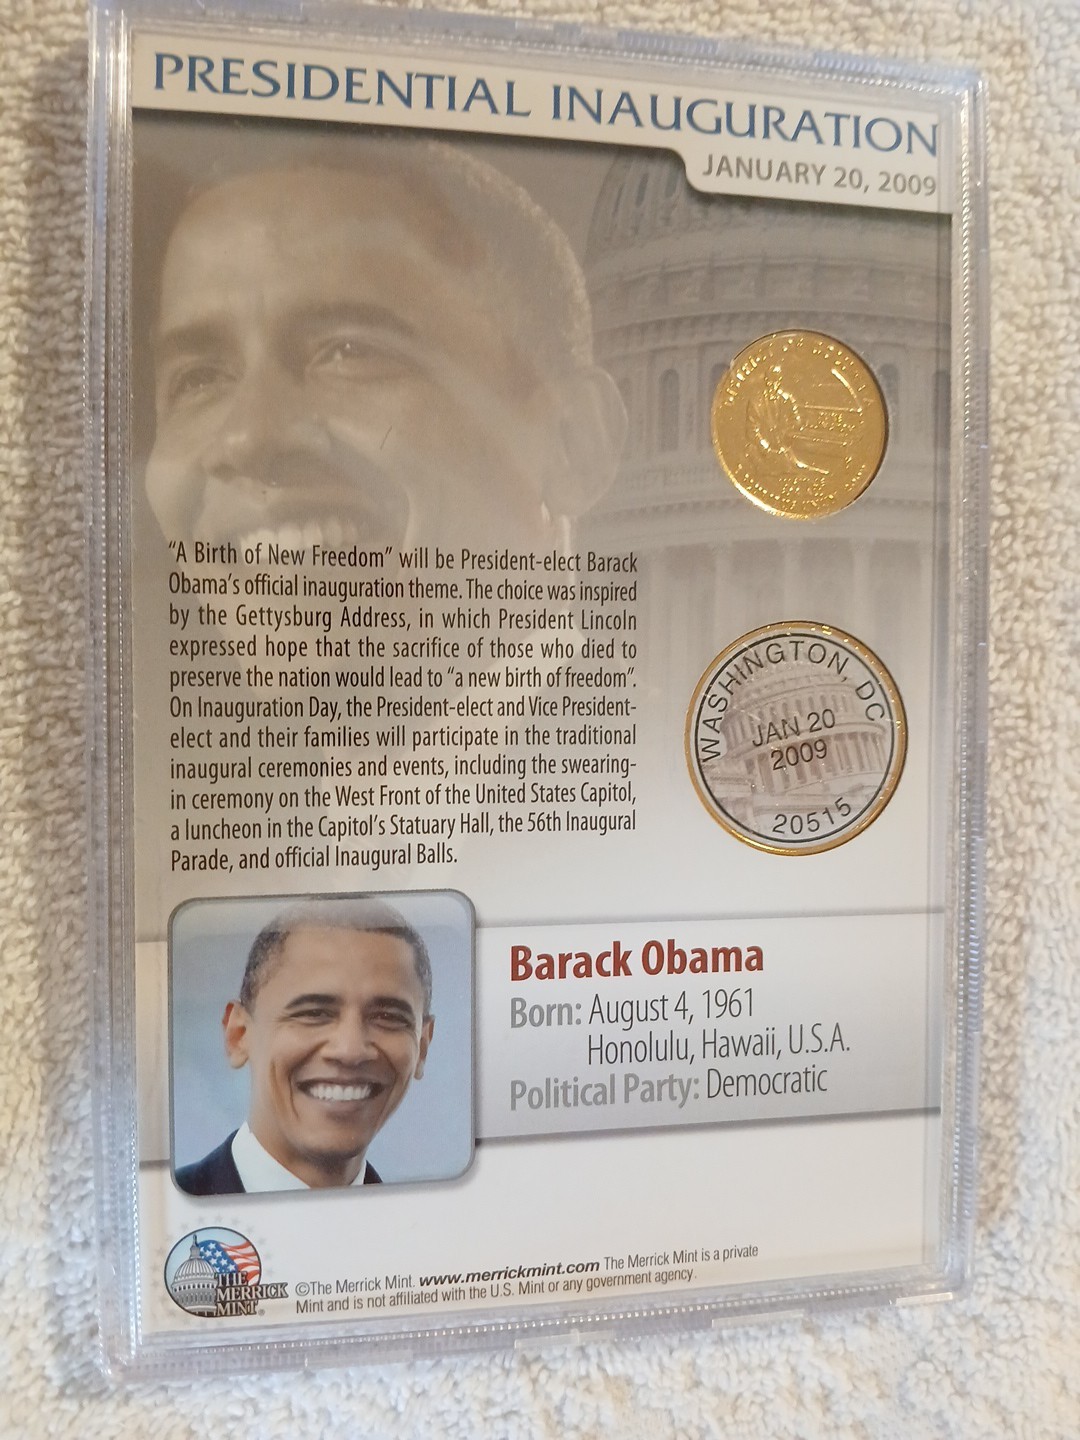 PRESIDENTIAL INAUGURATION
JANUARY 20, 2009
"A Birth of New Freedom" will be President-elect Barack
Obama's official inauguration theme. The choice was inspired
by the Gettysburg Address, in which President Lincoln
expressed hope that the sacrifice of those who died to
preserve the nation would lead to "a new birth of freedom".
On Inauguration Day, the President-elect and Vice President-
elect and their families will participate in the traditional
inaugural ceremonies and events, including the swearing-
in ceremony on the West Front of the United States Capitol,
a luncheon in the Capitol's Statuary Hall, the 56th Inaugural
Parade, and official Inaugural Balls.
WASHINGTON, DC
JAN 20
2009
20515
Barack Obama
Born: August 4, 1961
Honolulu, Hawaii, U.S.A.
Political Party: Democratic
THE
MERRICK
MINT®
©The Merrick Mint. www.merrickmint.com The Merrick Mint is a private
Mint and is not affiliated with the U.S. Mint or any government agency.